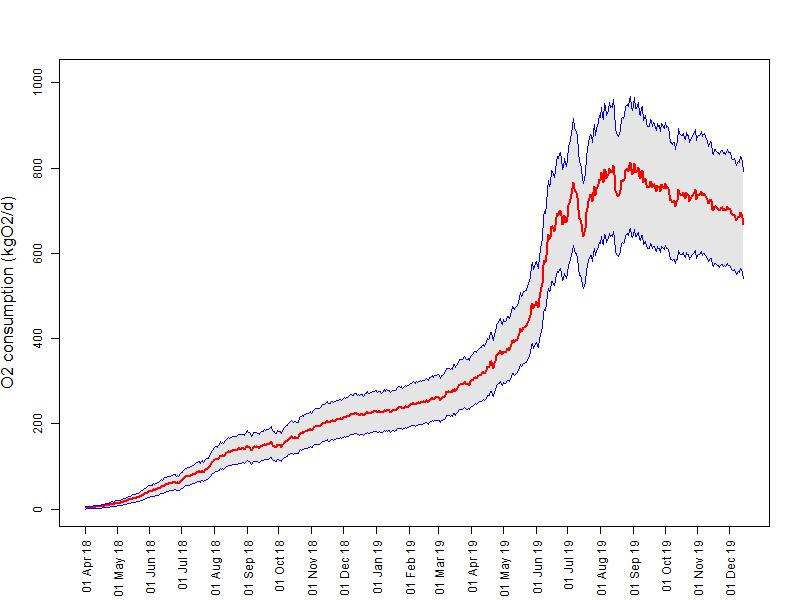 O2 consumption (kgO2/d)
1000
800
600
400
200
0
01 Apr 18
01 May 18
01 Jun 18
01 Jul 18
01 Aug 18
01 Sep 18
01 Oct 18
01 Nov 18
01 Dec 18
01 Jan 19
01 Feb 19
01 Mar 19
01 Apr 19
01 May 19
01 Jun 19
01 Jul 19
01 Aug 19
01 Sep 19
01 Oct 19
01 Nov 19
01 Dec 19